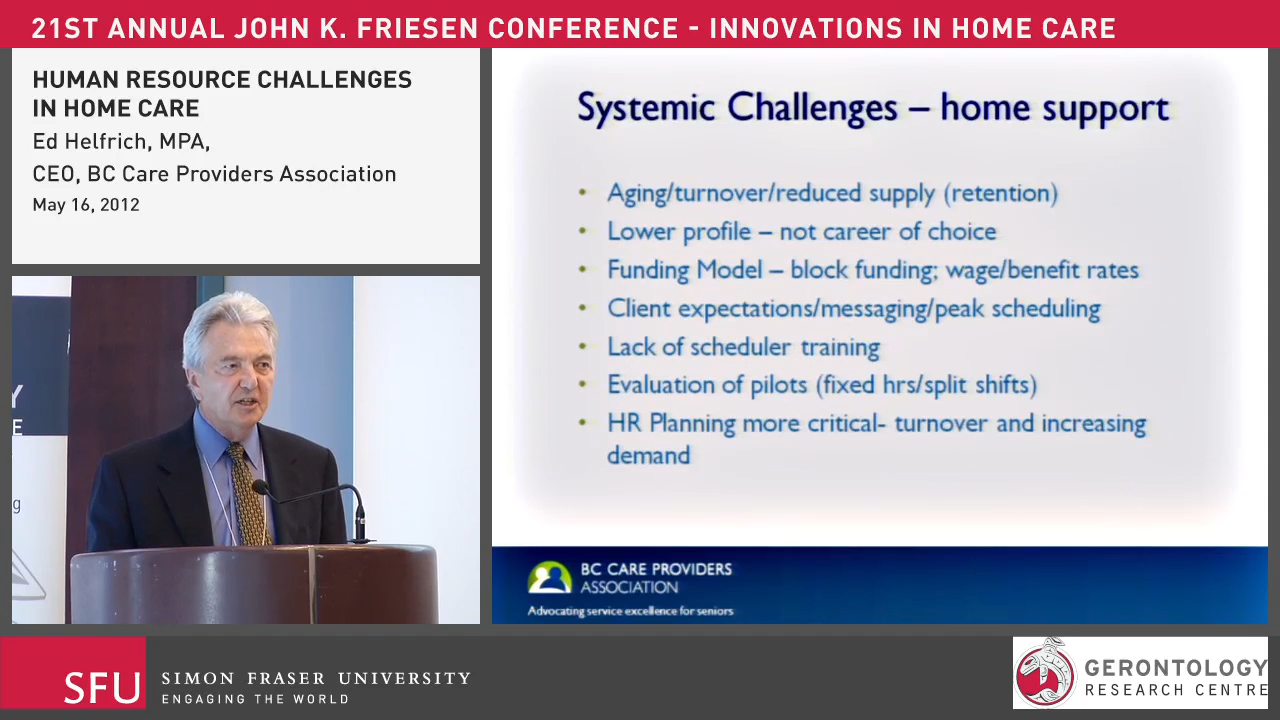 21ST ANNUAL JOHN K. FRIESEN CONFERENCE - INNOVATIONS IN HOME CARE
HUMAN RESOURCE CHALLENGES
IN HOME CARE
Ed Helfrich, MPA,
CEO, BC Care Providers Association
May 16, 2012
Y
E
g
Systemic Challenges – home support
• Aging/turnover/reduced supply (retention)
• Lower profile – not career of choice
• Funding Model – block funding; wage/benefit rates
• Client expectations/messaging/peak scheduling
• Lack of scheduler training
• Evaluation of pilots (fixed hrs/split shifts)
• HR Planning more critical- turnover and increasing
demand
BC CARE PROVIDERS
ASSOCIATION
Advocating service excellence for seniors
SFU
SIMON FRASER UNIVERSITY
ENGAGING THE WORLD
GERONTOLOGY
RESEARCH CENTRE